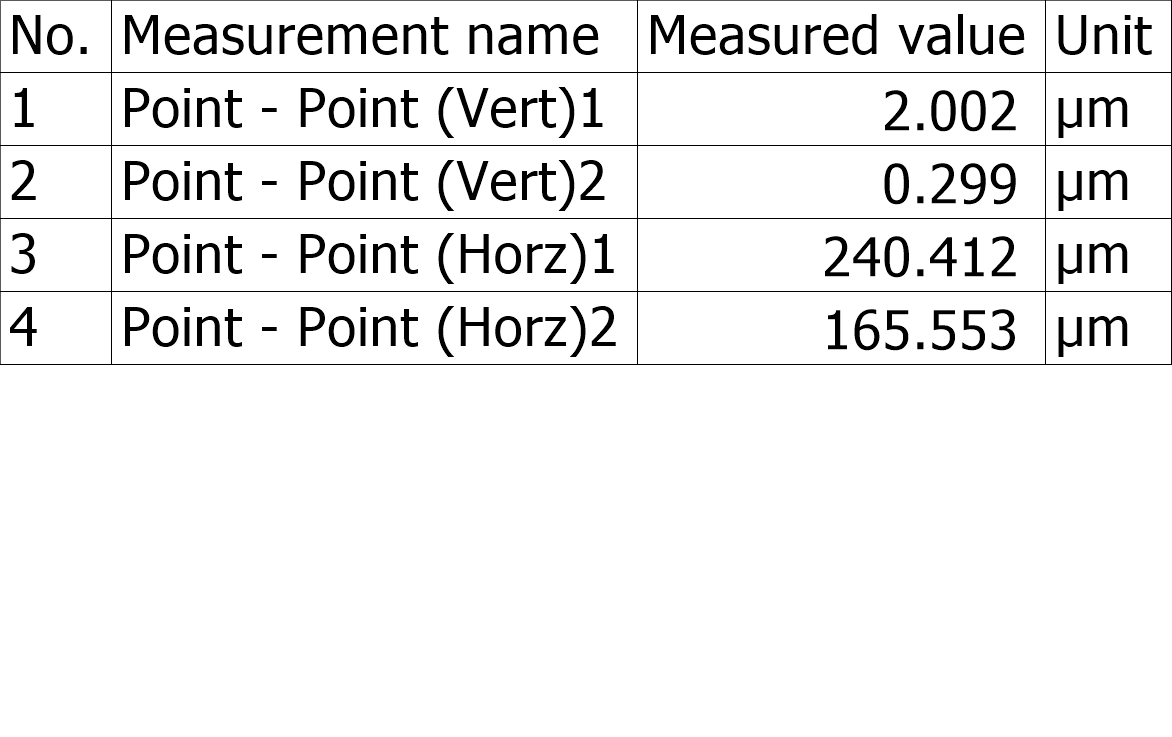 No. Measurement name Measured value Unit
1 Point - Point (Vert)1 2.002 µm
2 Point - Point (Vert)2 0.299 µm
3 Point - Point (Horz)1 240.412 µm
4 Point - Point (Horz)2 165.553 µm